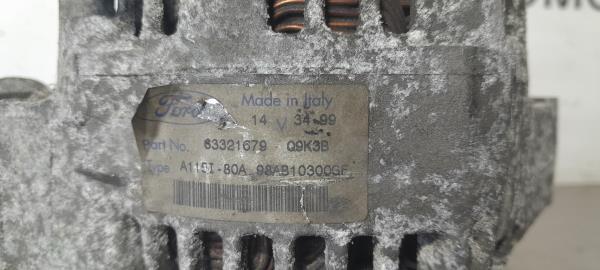 Ford Made in Italy
14 V 34-99
Part No. 63321679 Q9K3B
Type A115I-80A 98AB10300GF